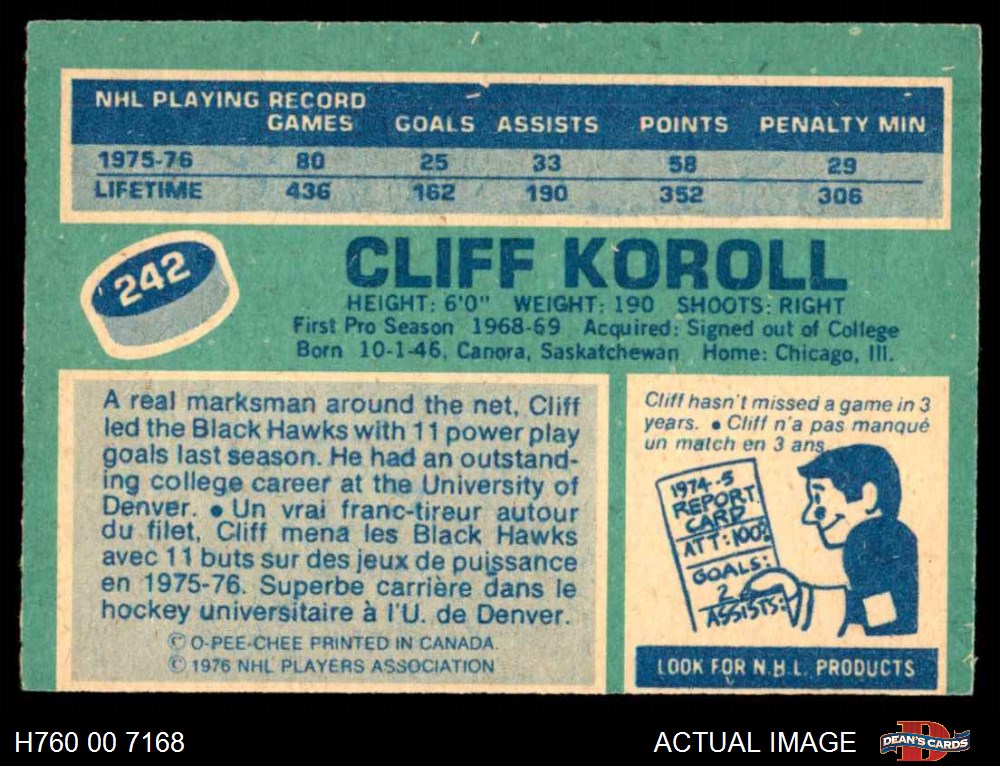 NHL PLAYING RECORD
GAMES GOALS ASSISTS POINTS PENALTY MIN
1975-76 80 25 33 58 29
LIFETIME 436 162 190 352 306
242
CLIFF KOROLL
HEIGHT: 6'0" WEIGHT: 190 SHOOTS: RIGHT
First Pro Season 1968-69 Acquired: Signed out of College
Born 10-1-46, Canora, Saskatchewan Home: Chicago, Ill.
A real marksman around the net, Cliff
led the Black Hawks with 11 power play
goals last season. He had an outstand-
ing college career at the University of
Denver. • Un vrai franc-tireur autour
du filet, Cliff mena les Black Hawks
avec 11 buts sur des jeux de puissance
en 1975-76. Superbe carrière dans le
hockey universitaire à l'U. de Denver.
© O-PEE-CHEE PRINTED IN CANADA.
© 1976 NHL PLAYERS ASSOCIATION
Cliff hasn't missed a game in 3
years. • Cliff n'a pas manqué
un match en 3 ans.
1974-5
REPORT
CARD
ATT: 100%
GOALS:
2
ASSISTS:
LOOK FOR N.H.L. PRODUCTS
H760 00 7168
ACTUAL IMAGE
DEAN'S CARDS